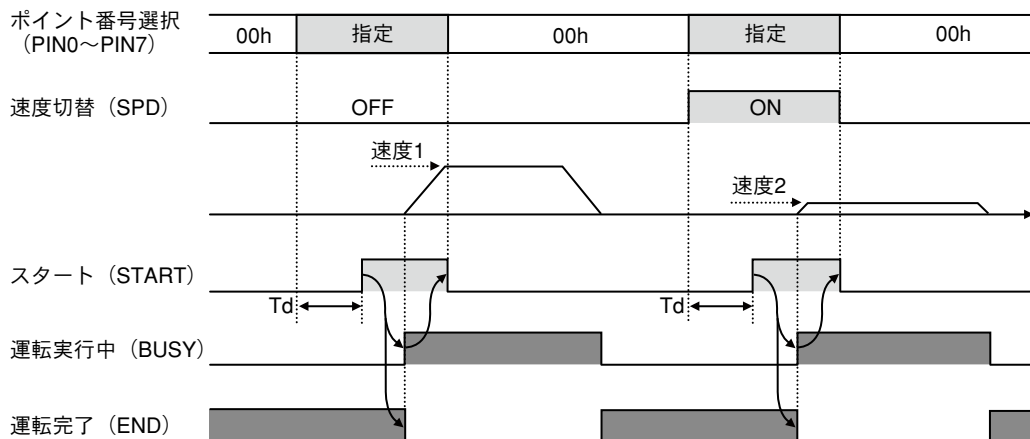 ポイント番号選択
（PIN0～PIN7）
00h 指定 00h 指定 00h
速度切替（SPD） OFF ON
速度1
速度2
スタート（START）
Td Td
運転実行中（BUSY）
運転完了（END）